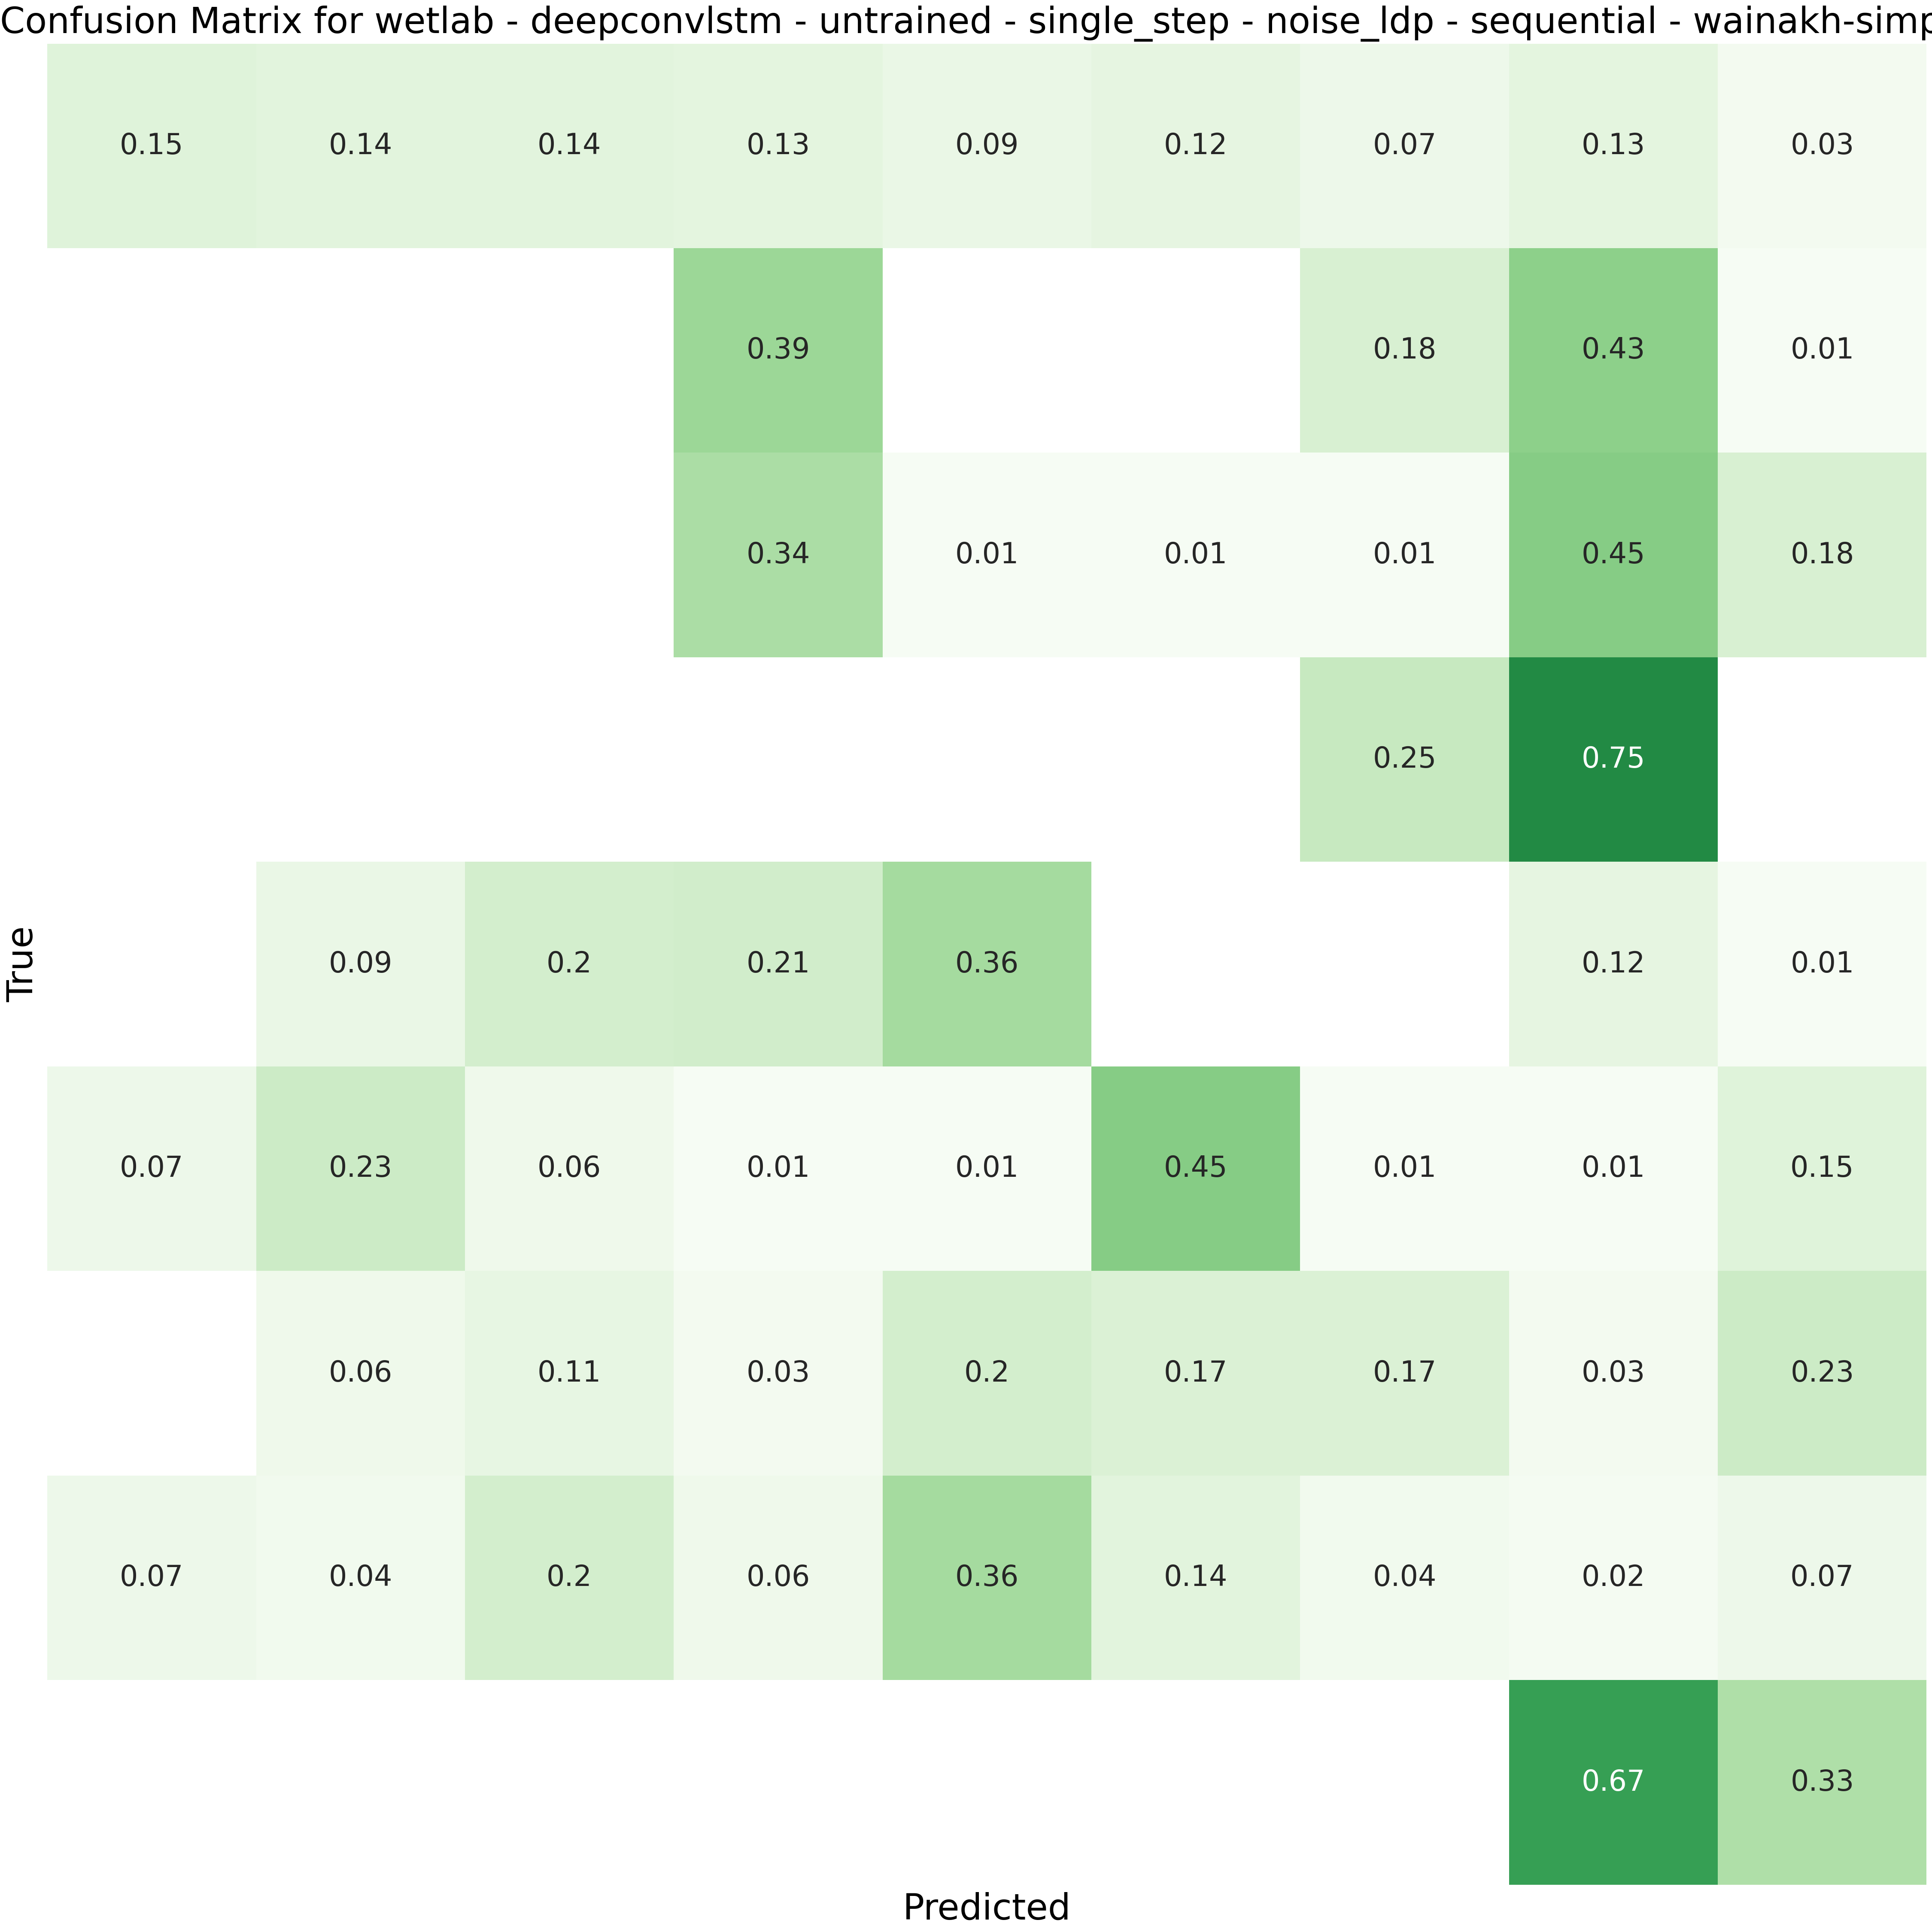 Confusion Matrix for wetlab - deepconvlstm - untrained - single_step - noise_ldp - sequential - wainakh-simp
0.15 0.14 0.14 0.13 0.09 0.12 0.07 0.13 0.03
0.39 0.18 0.43 0.01
0.34 0.01 0.01 0.01 0.45 0.18
0.25 0.75
0.09 0.2 0.21 0.36 0.12 0.01
0.07 0.23 0.06 0.01 0.01 0.45 0.01 0.01 0.15
0.06 0.11 0.03 0.2 0.17 0.17 0.03 0.23
0.07 0.04 0.2 0.06 0.36 0.14 0.04 0.02 0.07
0.67 0.33
True
Predicted